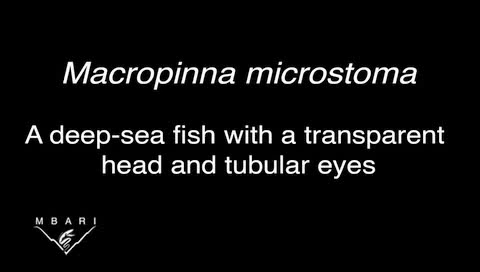 Macropinna microstoma
A deep-sea fish with a transparent
head and tubular eyes
MBARI